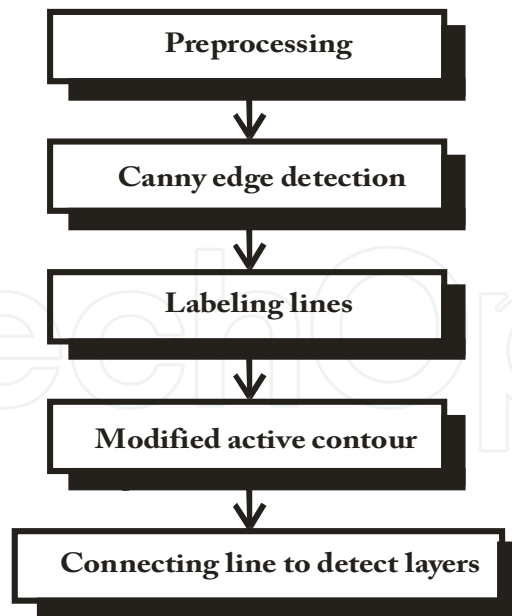 Preprocessing
Canny edge detection
Labeling lines
Modified active contour
Connecting line to detect layers